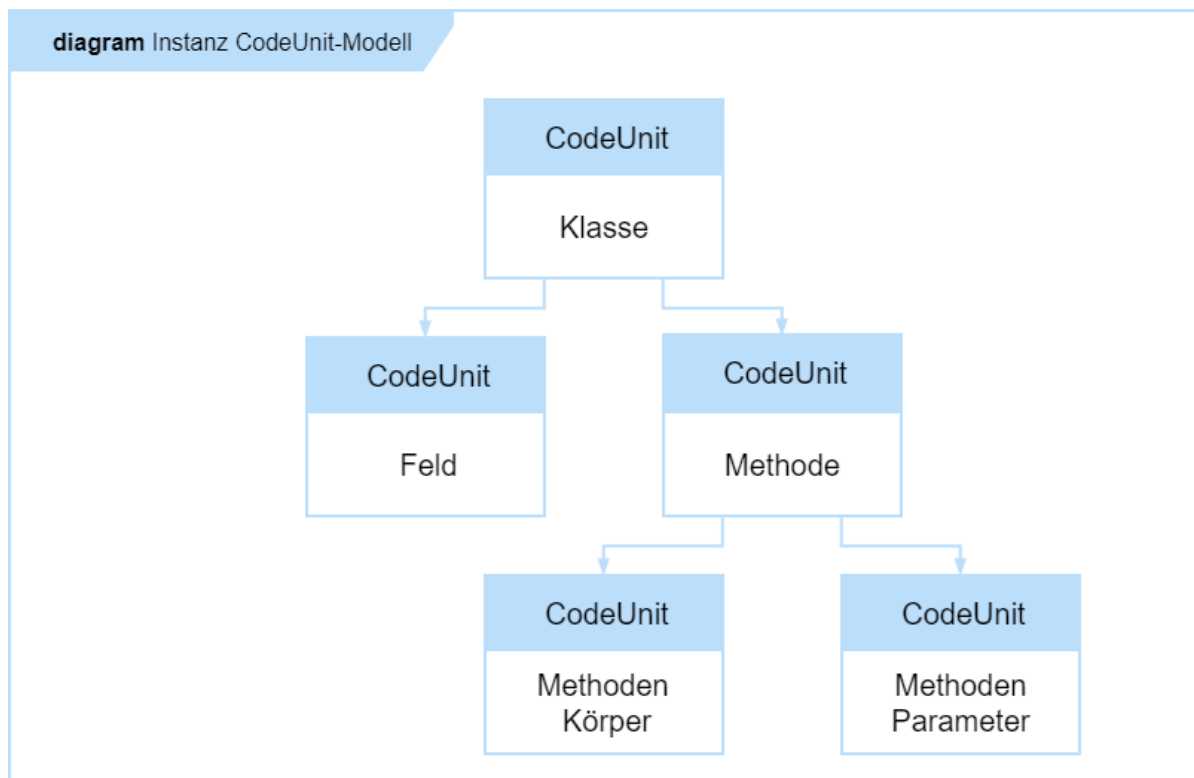 diagram Instanz CodeUnit-Modell
CodeUnit
Klasse
CodeUnit
Feld
CodeUnit
Methode
CodeUnit
Methoden
Körper
CodeUnit
Methoden
Parameter